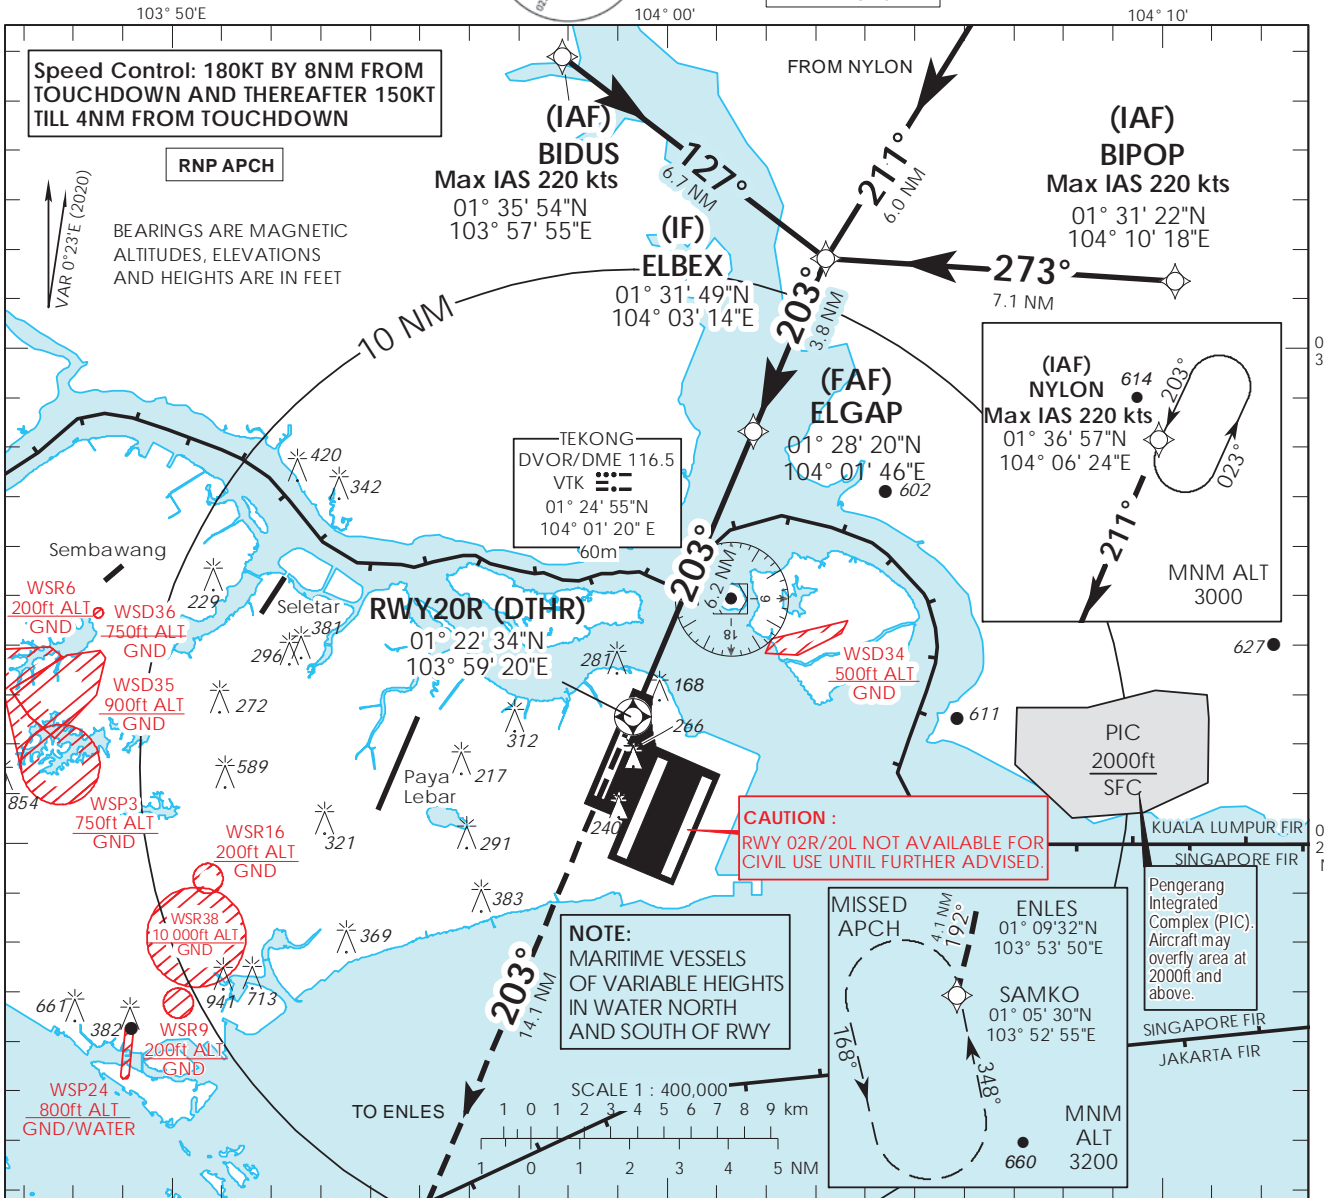 103° 50'E
104° 00'
104° 10'
Speed Control: 180KT BY 8NM FROM
TOUCHDOWN AND THEREAFTER 150KT
TILL 4NM FROM TOUCHDOWN
RNP APCH
VAR 0°23'E (2020)
BEARINGS ARE MAGNETIC
ALTITUDES, ELEVATIONS
AND HEIGHTS ARE IN FEET
FROM NYLON
(IAF)
BIDUS
Max IAS 220 kts
01° 35' 54"N
103° 57' 55"E
127°
6.7 NM
211°
6.0 NM
(IAF)
BIPOP
Max IAS 220 kts
01° 31' 22"N
104° 10' 18"E
273°
7.1 NM
(IF)
ELBEX
01° 31' 49"N
104° 03' 14"E
203°
3.8 NM
10 NM
(FAF)
ELGAP
01° 28' 20"N
104° 01' 46"E
602
(IAF)
NYLON
Max IAS 220 kts
01° 36' 57"N
104° 06' 24"E
614
203°
023°
211°
MNM ALT
3000
0
3
TEKONG
DVOR/DME 116.5
VTK
01° 24' 55"N
104° 01' 20" E
60m
203°
6.2 NM
9
18
420
342
Sembawang
229
Seletar
381
296
WSR6
200ft ALT
GND
WSD36
750ft ALT
GND
WSD35
900ft ALT
GND
RWY20R (DTHR)
01° 22' 34"N
103° 59' 20"E
281
168
266
WSD34
500ft ALT
GND
627
611
PIC
2000ft
SFC
272
312
589
217
Paya
Lebar
854
WSP3
750ft ALT
GND
WSR16
200ft ALT
GND
321
291
240
CAUTION :
RWY 02R/20L NOT AVAILABLE FOR
CIVIL USE UNTIL FURTHER ADVISED.
KUALA LUMPUR FIR
SINGAPORE FIR
0
2
N
Pengerang
Integrated
Complex (PIC).
Aircraft may
overfly area at
2000ft and
above.
383
WSR38
10 000ft ALT
GND
369
941
713
661
382
WSR9
200ft ALT
GND
WSP24
800ft ALT
GND/WATER
NOTE:
MARITIME VESSELS
OF VARIABLE HEIGHTS
IN WATER NORTH
AND SOUTH OF RWY
203°
14.1 NM
TO ENLES
MISSED
APCH
4.1 NM
192°
ENLES
01° 09'32"N
103° 53' 50"E
SAMKO
01° 05' 30"N
103° 52' 55"E
168°
348°
MNM
ALT
3200
660
SINGAPORE FIR
JAKARTA FIR
SCALE 1 : 400,000
1 0 1 2 3 4 5 6 7 8 9 km
1 0 1 2 3 4 5 NM